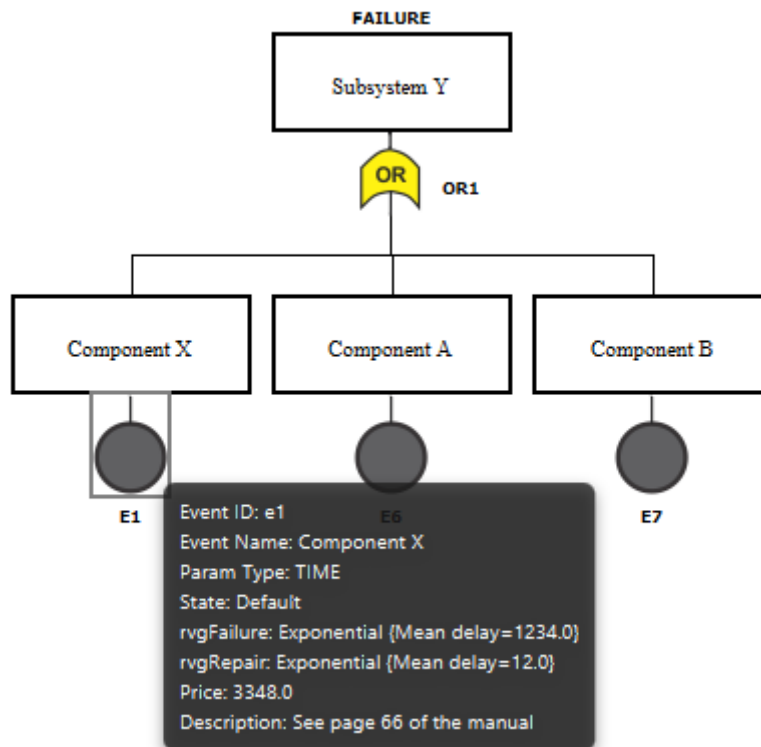 FAILURE
Subsystem Y
OR
OR1
Component X
Component A
Component B
E1
E6
E7
Event ID: e1
Event Name: Component X
Param Type: TIME
State: Default
rvgFailure: Exponential {Mean delay=1234.0}
rvgRepair: Exponential {Mean delay=12.0}
Price: 3348.0
Description: See page 66 of the manual